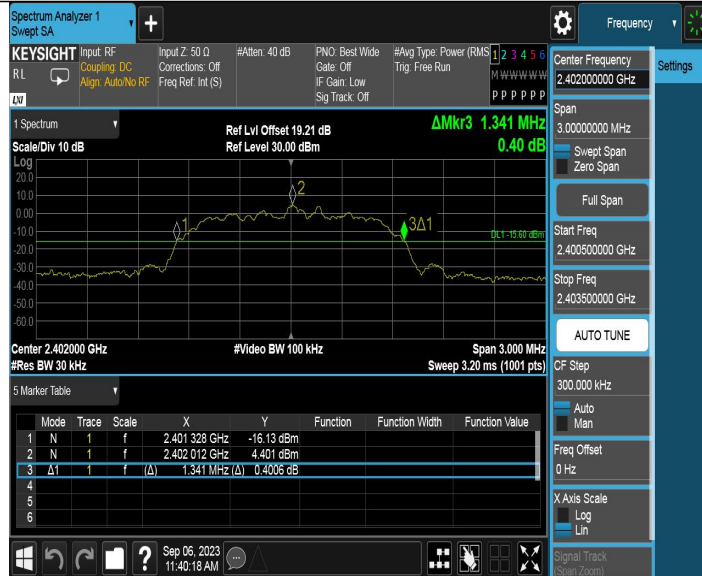 Spectrum Analyzer 1
Swept SA
+
Frequency
KEYSIGHT
RL
LXI
Input: RF
Coupling: DC
Align: Auto/No RF
Input Z: 50 Ω
Corrections: Off
Freq Ref: Int (S)
#Atten: 40 dB
PNO: Best Wide
Gate: Off
IF Gain: Low
Sig Track: Off
#Avg Type: Power (RMS
Trig: Free Run
1 2 3 4 5 6
M W W W W W
P P P P P P
Center Frequency
2.402000000 GHz
Settings
Span
3.00000000 MHz
Swept Span
Zero Span
Full Span
Start Freq
2.400500000 GHz
Stop Freq
2.403500000 GHz
AUTO TUNE
CF Step
300.000 kHz
Auto
Man
Freq Offset
0 Hz
X Axis Scale
Log
Lin
Signal Track
(Span Zoom)
1 Spectrum
Scale/Div 10 dB
Ref Lvl Offset 19.21 dB
Ref Level 30.00 dBm
ΔMkr3 1.341 MHz
0.40 dB
Log
20.0
10.0
0.00
-10.0
-20.0
-30.0
-40.0
-50.0
-60.0
1
2
3Δ1
DL1 -15.60 dBm
Center 2.402000 GHz
#Res BW 30 kHz
#Video BW 100 kHz
Span 3.000 MHz
Sweep 3.20 ms (1001 pts)
5 Marker Table
Mode Trace Scale X Y Function Function Width Function Value
1 N 1 f 2.401 328 GHz -16.13 dBm
2 N 1 f 2.402 012 GHz 4.401 dBm
3 Δ1 1 f (Δ) 1.341 MHz (Δ) 0.4006 dB
4
5
6
?
Sep 06, 2023
11:40:18 AM